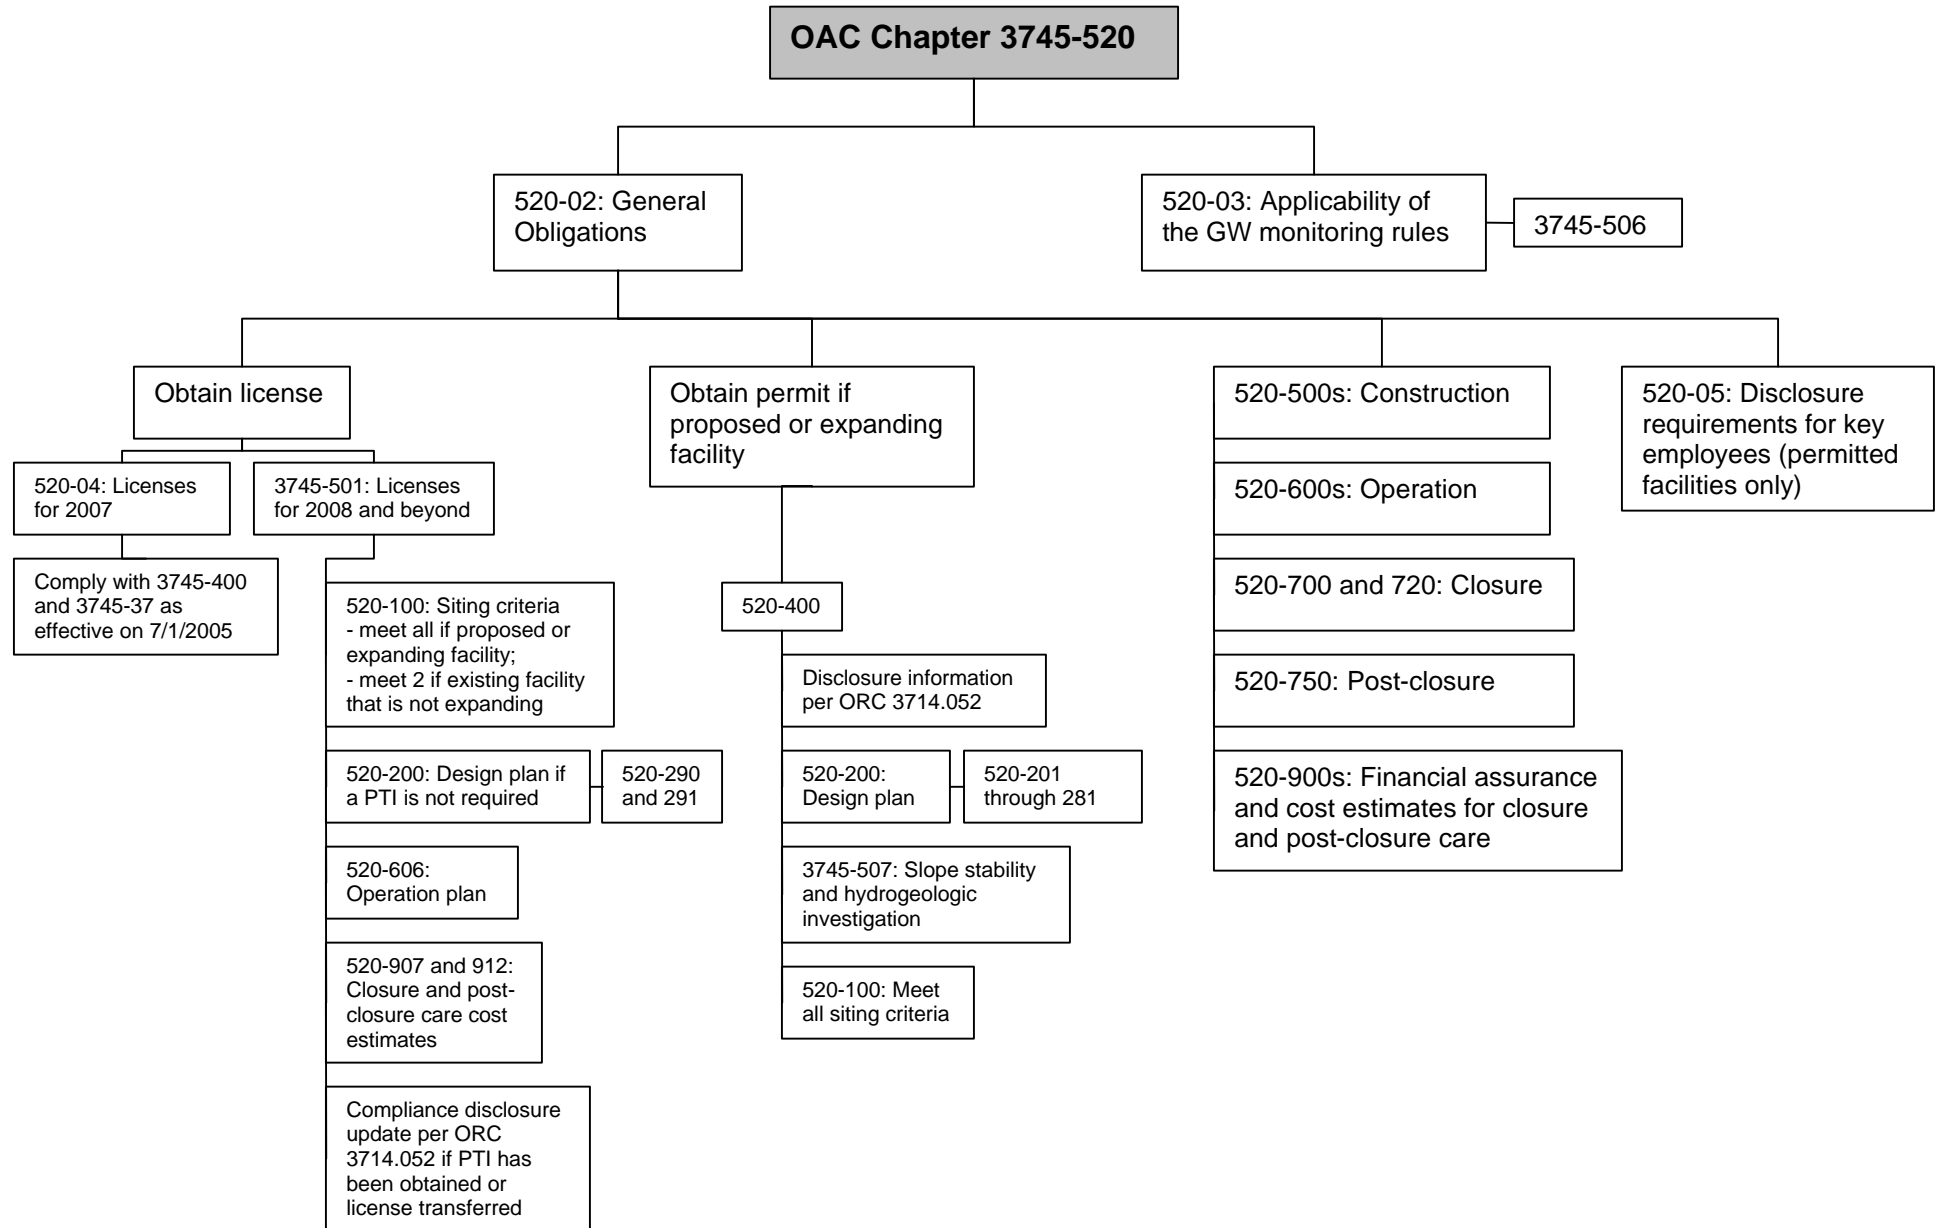 OAC Chapter 3745-520
520-02: General
Obligations
520-03: Applicability of
the GW monitoring rules
3745-506
Obtain license
Obtain permit if
proposed or expanding
facility
520-500s: Construction
520-05: Disclosure
requirements for key
employees (permitted
facilities only)
520-04: Licenses
for 2007
3745-501: Licenses
for 2008 and beyond
520-600s: Operation
Comply with 3745-400
and 3745-37 as
effective on 7/1/2005
520-100: Siting criteria
- meet all if proposed or
expanding facility;
- meet 2 if existing facility
that is not expanding
520-400
520-700 and 720: Closure
Disclosure information
per ORC 3714.052
520-750: Post-closure
520-200: Design plan if
a PTI is not required
520-290
and 291
520-200:
Design plan
520-201
through 281
520-900s: Financial assurance
and cost estimates for closure
and post-closure care
520-606:
Operation plan
3745-507: Slope stability
and hydrogeologic
investigation
520-907 and 912:
Closure and post-
closure care cost
estimates
520-100: Meet
all siting criteria
Compliance disclosure
update per ORC
3714.052 if PTI has
been obtained or
license transferred